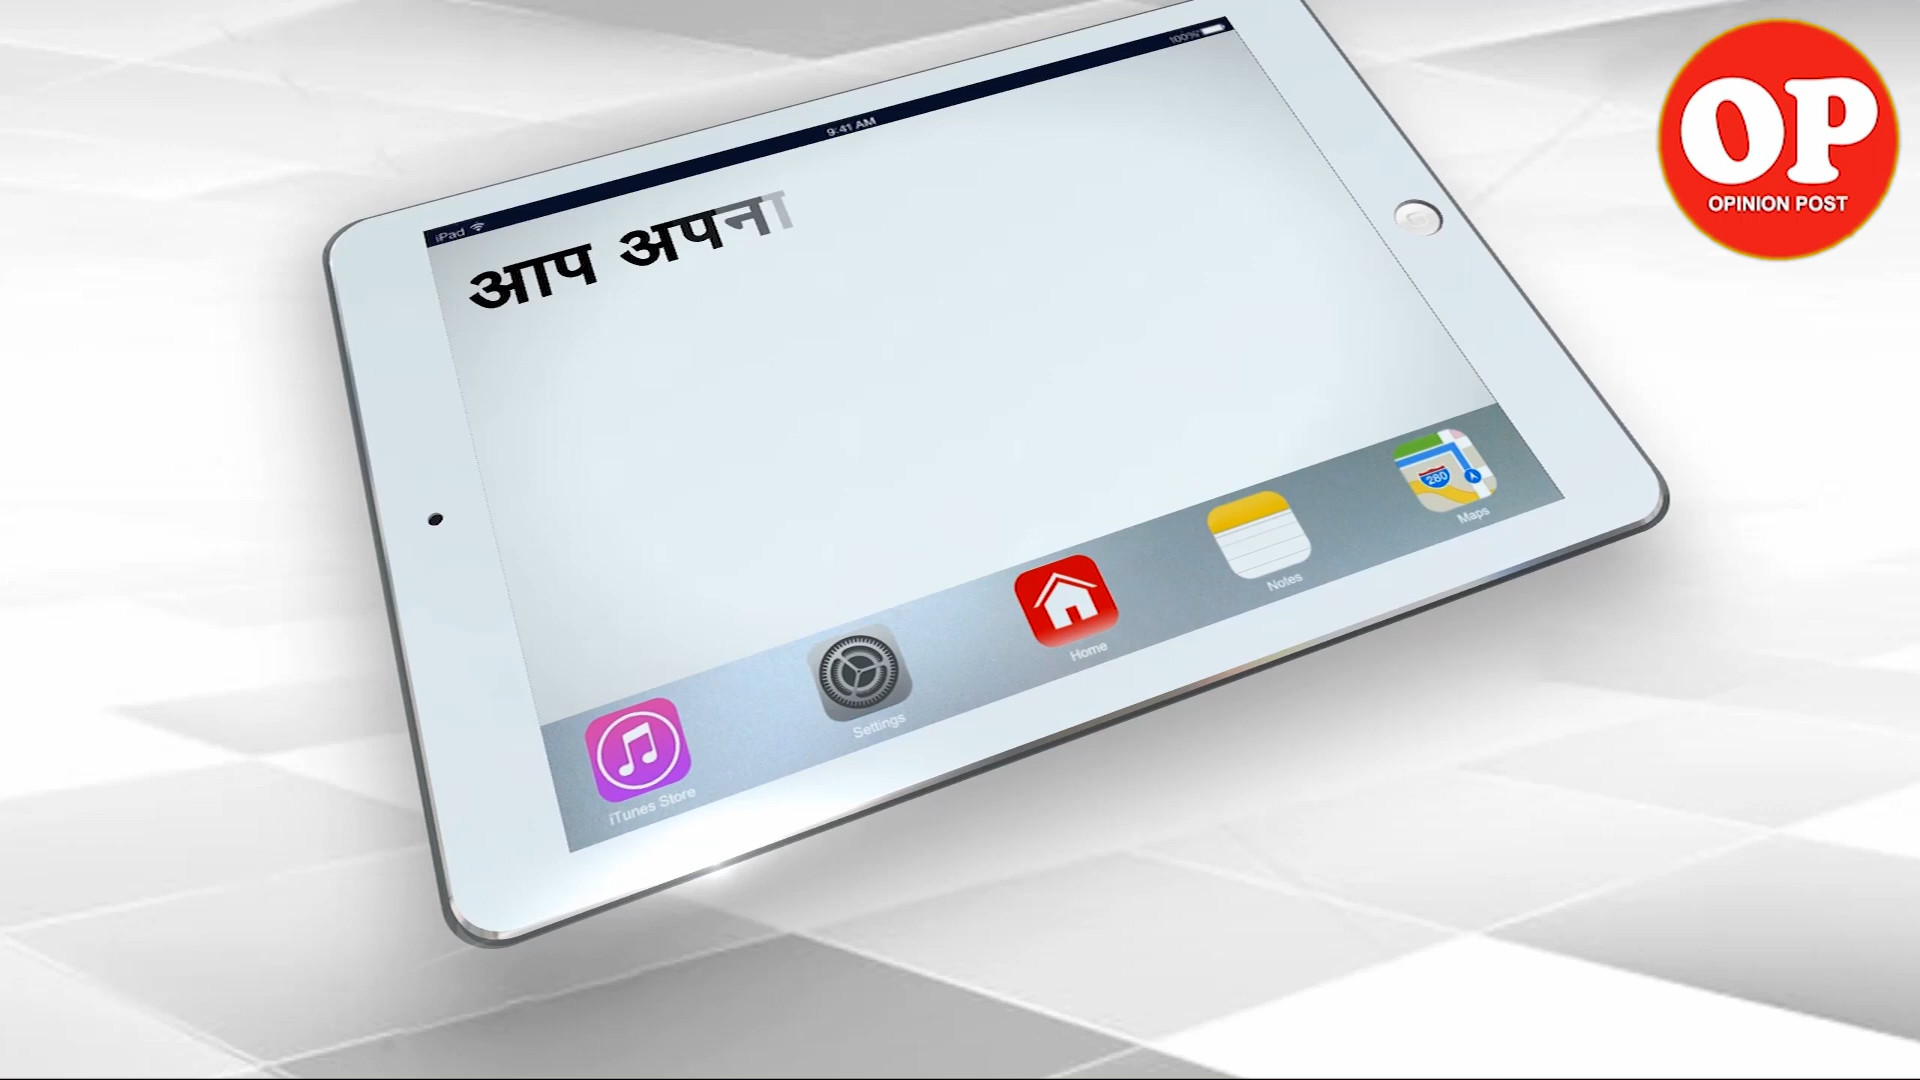 OP
OPINION POST
iPad
9:41 AM
100%
आप अपना
280
iTunes Store
Settings
Home
Notes
Maps